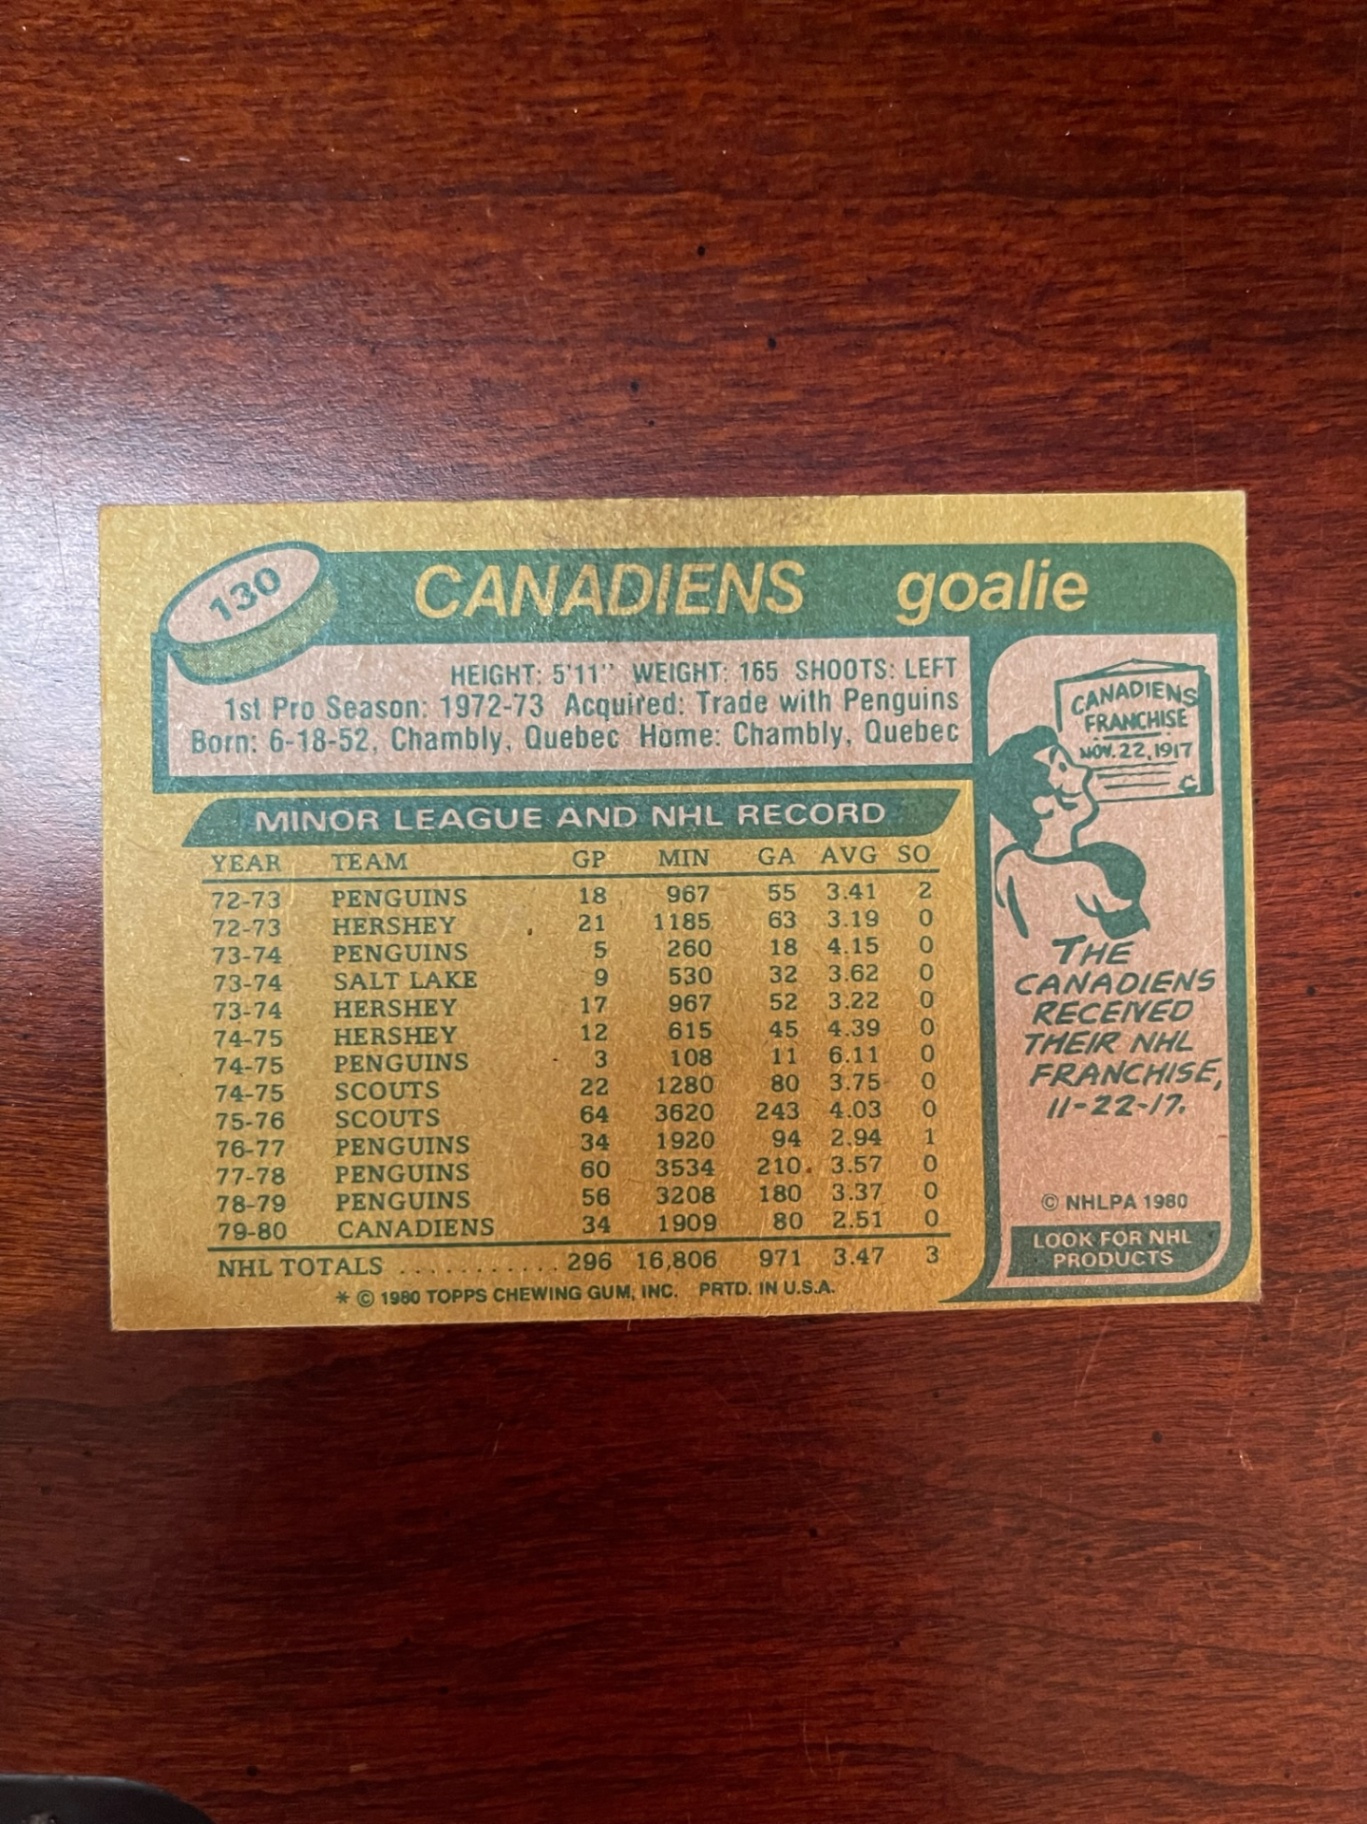 130
CANADIENS goalie
HEIGHT: 5'11" WEIGHT: 165 SHOOTS: LEFT
1st Pro Season: 1972-73 Acquired: Trade with Penguins
Born: 6-18-52, Chambly, Quebec Home: Chambly, Quebec
MINOR LEAGUE AND NHL RECORD
YEAR TEAM GP MIN GA AVG SO
72-73 PENGUINS 18 967 55 3.41 2
72-73 HERSHEY 21 1185 63 3.19 0
73-74 PENGUINS 5 260 18 4.15 0
73-74 SALT LAKE 9 530 32 3.62 0
73-74 HERSHEY 17 967 52 3.22 0
74-75 HERSHEY 12 615 45 4.39 0
74-75 PENGUINS 3 108 11 6.11 0
74-75 SCOUTS 22 1280 80 3.75 0
75-76 SCOUTS 64 3620 243 4.03 0
76-77 PENGUINS 34 1920 94 2.94 1
77-78 PENGUINS 60 3534 210 3.57 0
78-79 PENGUINS 56 3208 180 3.37 0
79-80 CANADIENS 34 1909 80 2.51 0
NHL TOTALS ........... 296 16,806 971 3.47 3
* © 1980 TOPPS CHEWING GUM, INC. PRTD. IN U.S.A.
CANADIENS
FRANCHISE
NOV. 22, 1917
THE
CANADIENS
RECEIVED
THEIR NHL
FRANCHISE,
11-22-17.
© NHLPA 1980
LOOK FOR NHL
PRODUCTS